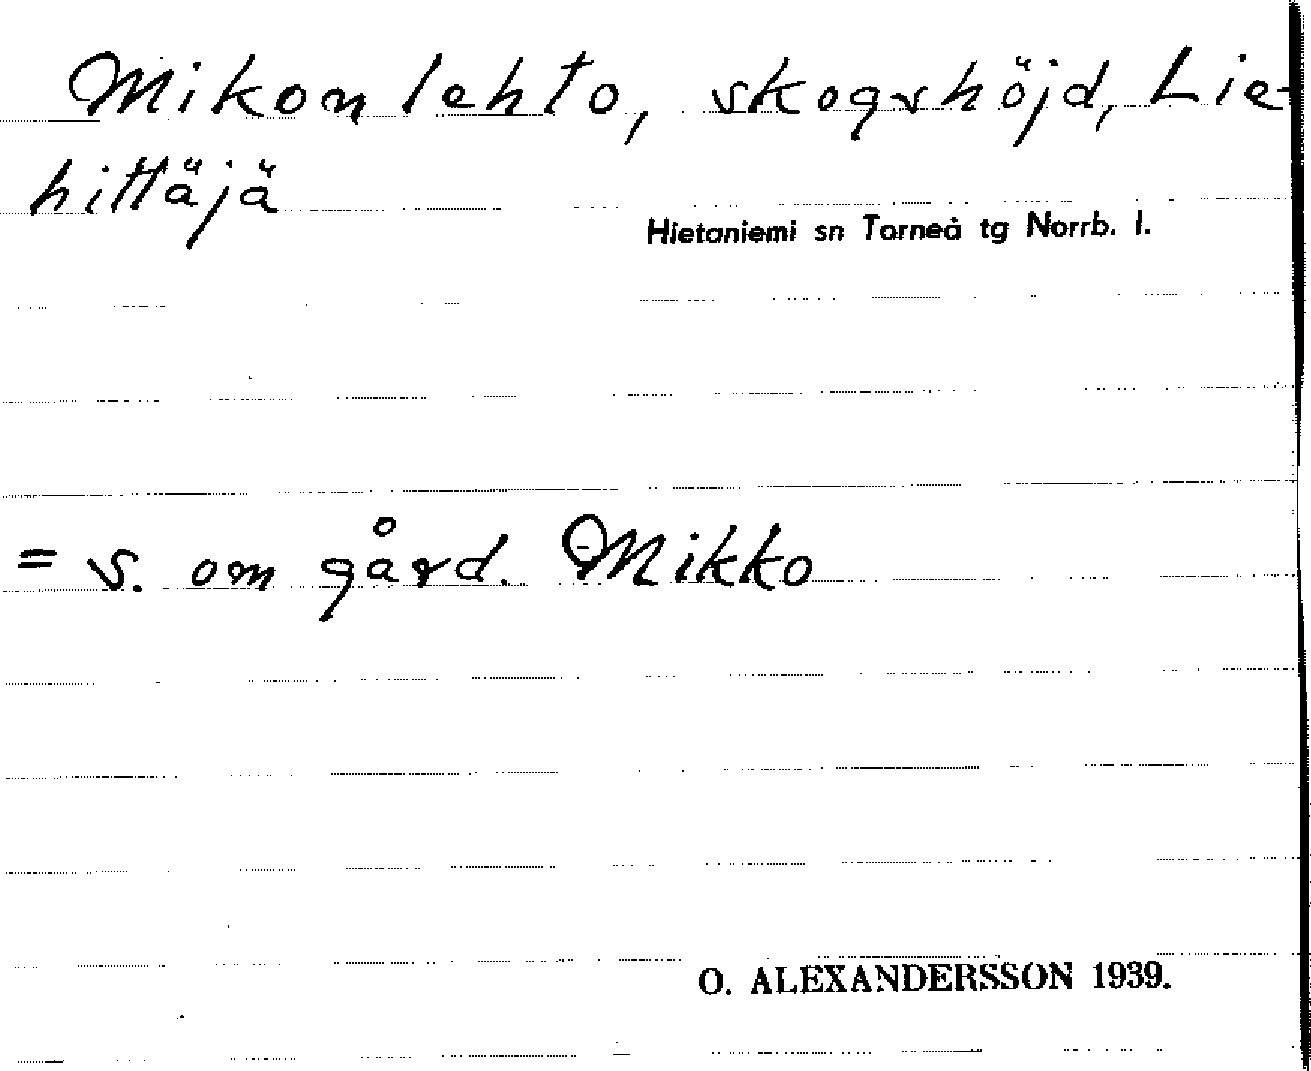 Mikonlehto, skogshöjd, Lie-
hittäjä
Hietaniemi sn Torneå tg Norrb. l.
= s. om gård. Mikko
O. ALEXANDERSSON 1939.